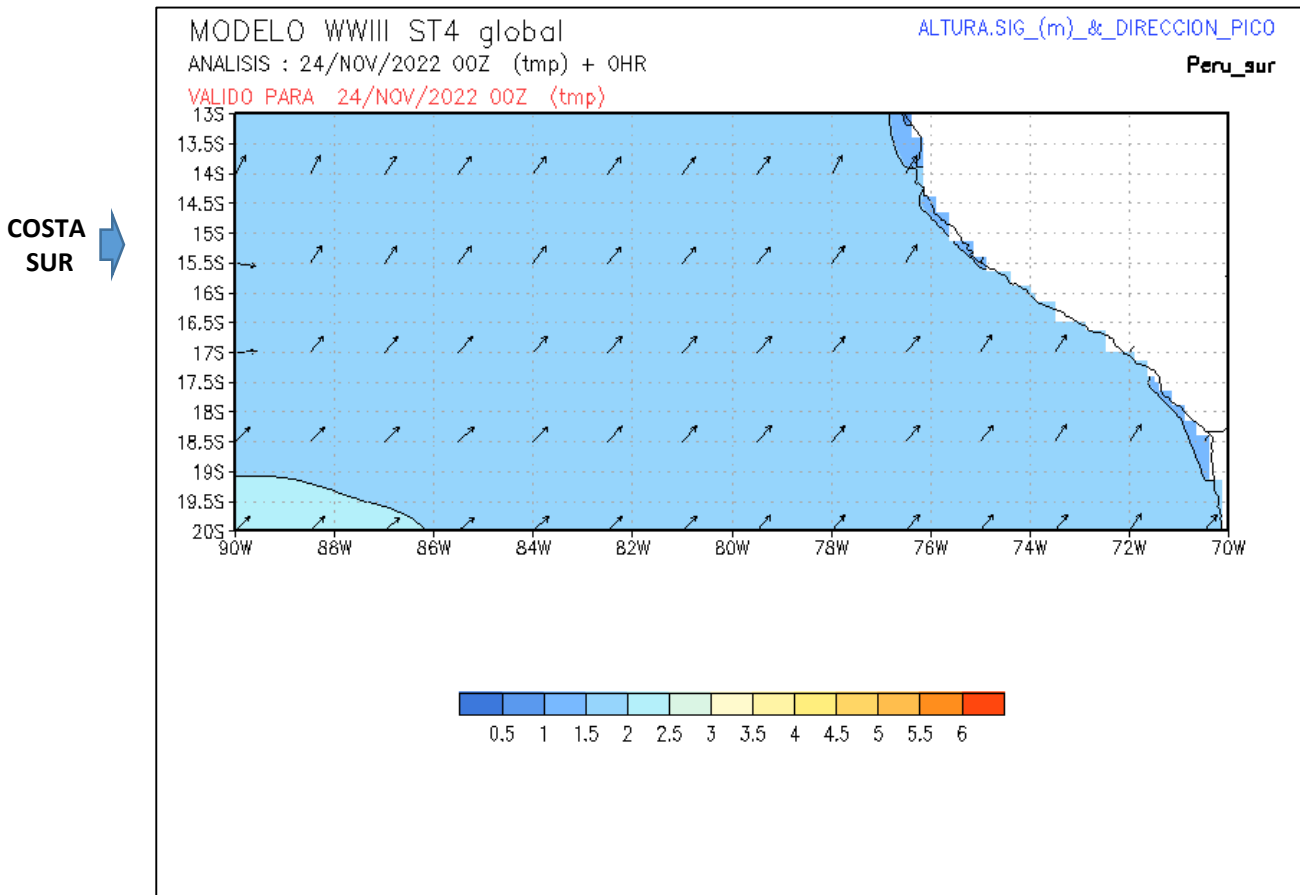 MODELO WWIII ST4 global
ALTURA.SIG_(m)_&_DIRECCION_PICO
ANALISIS : 24/NOV/2022 00Z (tmp) + 0HR
Peru_sur
VALIDO PARA 24/NOV/2022 00Z (tmp)
COSTA
SUR
13S
13.5S
14S
14.5S
15S
15.5S
16S
16.5S
17S
17.5S
18S
18.5S
19S
19.5S
20S
90W 88W 86W 84W 82W 80W 78W 76W 74W 72W 70W
0.5 1 1.5 2 2.5 3 3.5 4 4.5 5 5.5 6